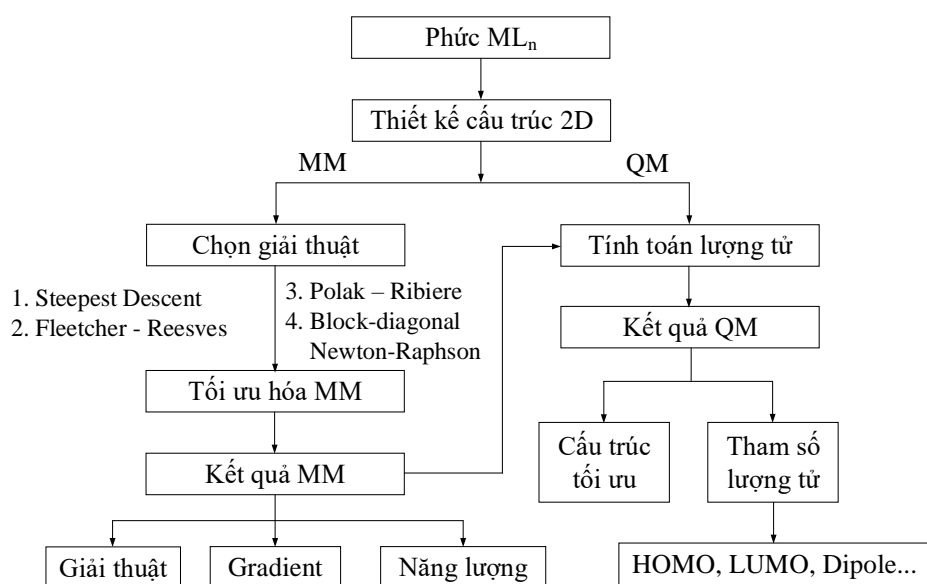 Phức MLn
Thiết kế cấu trúc 2D
MM
QM
Chọn giải thuật
Tính toán lượng tử
1. Steepest Descent
2. Fleetcher - Reesves
3. Polak – Ribiere
4. Block-diagonal
Newton-Raphson
Kết quả QM
Tối ưu hóa MM
Cấu trúc
tối ưu
Tham số
lượng tử
Kết quả MM
Giải thuật
Gradient
Năng lượng
HOMO, LUMO, Dipole...